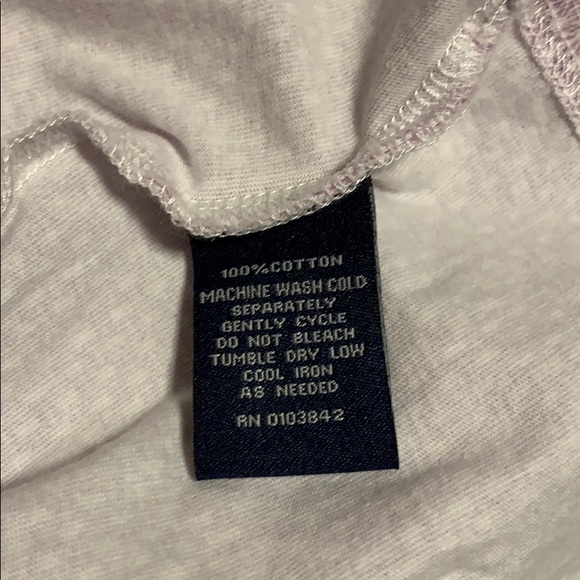 100% COTTON
MACHINE WASH COLD
SEPARATELY
GENTLY CYCLE
DO NOT BLEACH
TUMBLE DRY LOW
COOL IRON
AS NEEDED
RN 0103842